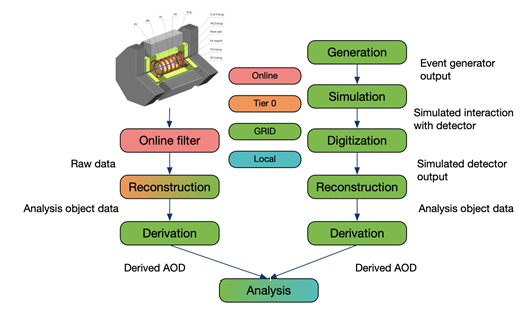 Generation
Event generator
output
Online
Simulation
Tier 0
Simulated interaction
with detector
Online filter
GRID
Digitization
Raw data
Local
Simulated detector
output
Reconstruction
Reconstruction
Analysis object data
Analysis object data
Derivation
Derivation
Derived AOD
Derived AOD
Analysis